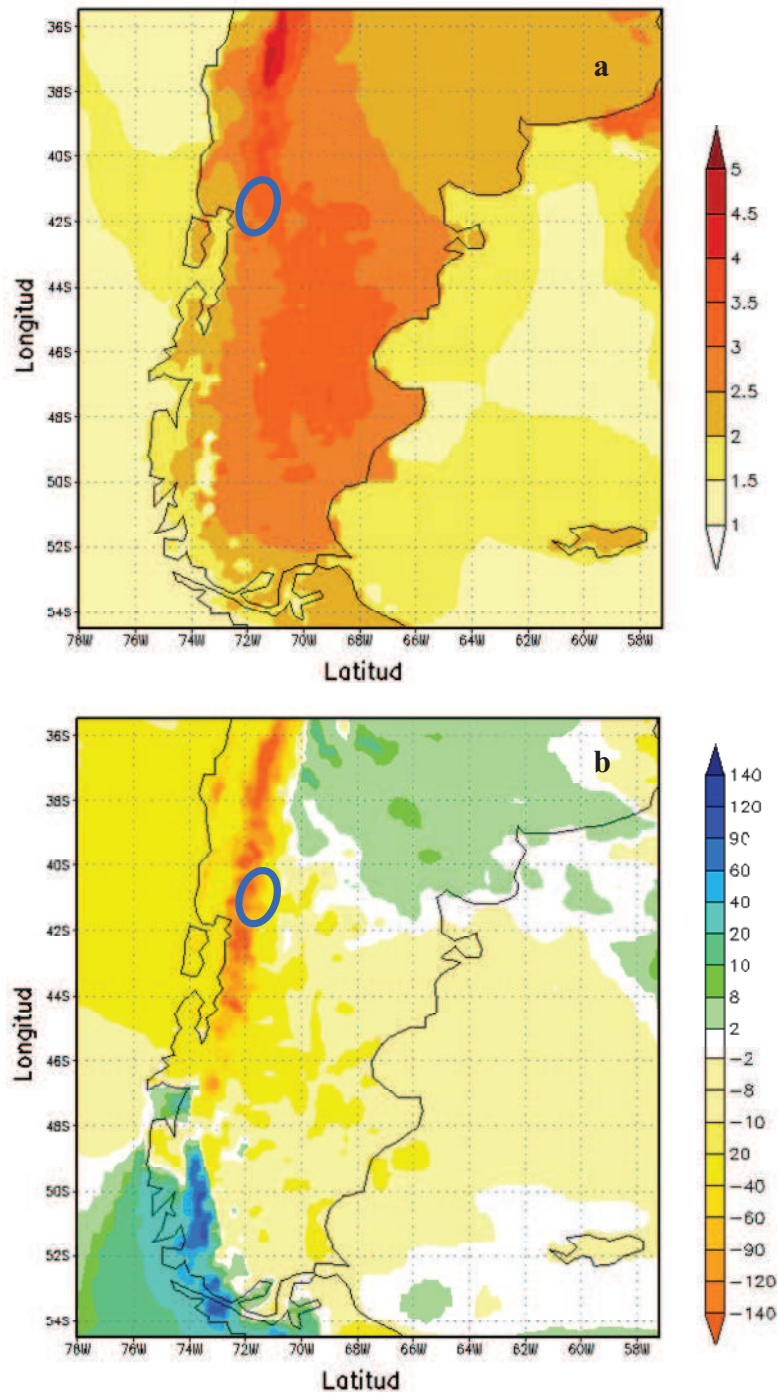 a
36S
38S
40S
42S
44S
46S
48S
50S
52S
54S
Longitud
78W 76W 74W 72W 70W 68W 66W 64W 62W 60W 58W
Latitud
5
4.5
4
3.5
3
2.5
2
1.5
1
b
36S
38S
40S
42S
44S
46S
48S
50S
52S
54S
Longitud
78W 76W 74W 72W 70W 68W 66W 64W 62W 60W 58W
Latitud
140
120
90
60
40
20
10
8
2
-2
-8
-10
20
-40
-60
-90
-120
-140